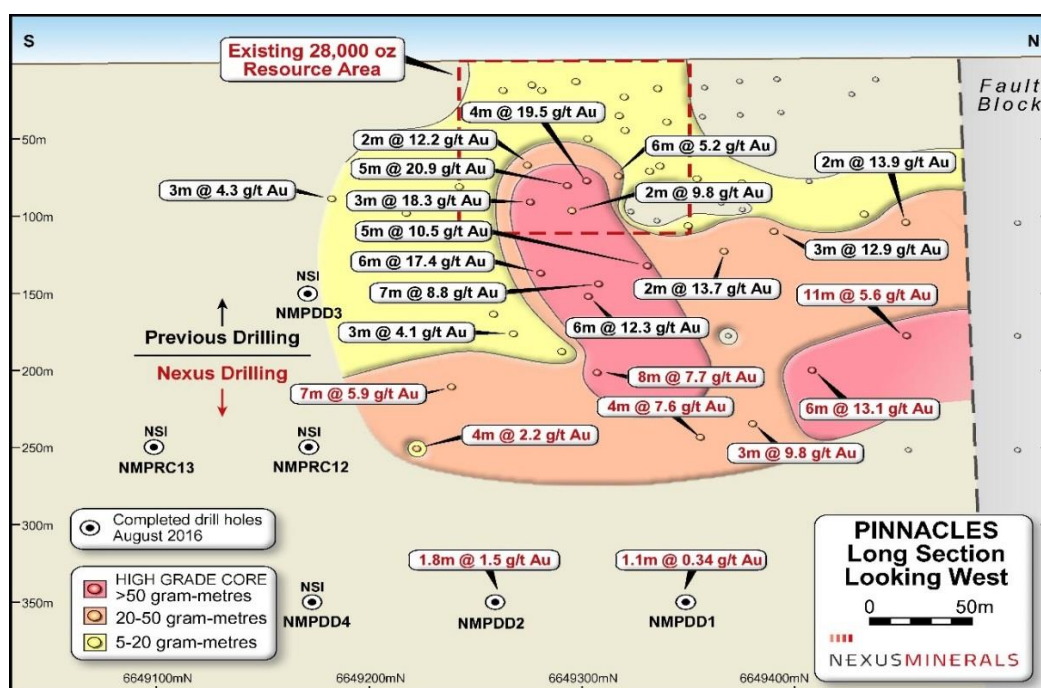 S
N
Existing 28,000 oz
Resource Area
Fault
Block
4m @ 19.5 g/t Au
50m
2m @ 12.2 g/t Au
6m @ 5.2 g/t Au
5m @ 20.9 g/t Au
2m @ 13.9 g/t Au
3m @ 4.3 g/t Au
2m @ 9.8 g/t Au
3m @ 18.3 g/t Au
100m
5m @ 10.5 g/t Au
3m @ 12.9 g/t Au
6m @ 17.4 g/t Au
NSI
2m @ 13.7 g/t Au
150m
7m @ 8.8 g/t Au
11m @ 5.6 g/t Au
NMPDD3
6m @ 12.3 g/t Au
3m @ 4.1 g/t Au
Previous Drilling
Nexus Drilling
200m
8m @ 7.7 g/t Au
7m @ 5.9 g/t Au
4m @ 7.6 g/t Au
6m @ 13.1 g/t Au
NSI
NSI
4m @ 2.2 g/t Au
250m
3m @ 9.8 g/t Au
NMPRC13
NMPRC12
300m
Completed drill holes
August 2016
PINNACLES
Long Section
Looking West
0 50m
NEXUSMINERALS
1.8m @ 1.5 g/t Au
1.1m @ 0.34 g/t Au
HIGH GRADE CORE
>50 gram-metres
20-50 gram-metres
5-20 gram-metres
350m
NSI
NMPDD4
NMPDD2
NMPDD1
6649100mN
6649200mN
6649300mN
6649400mN